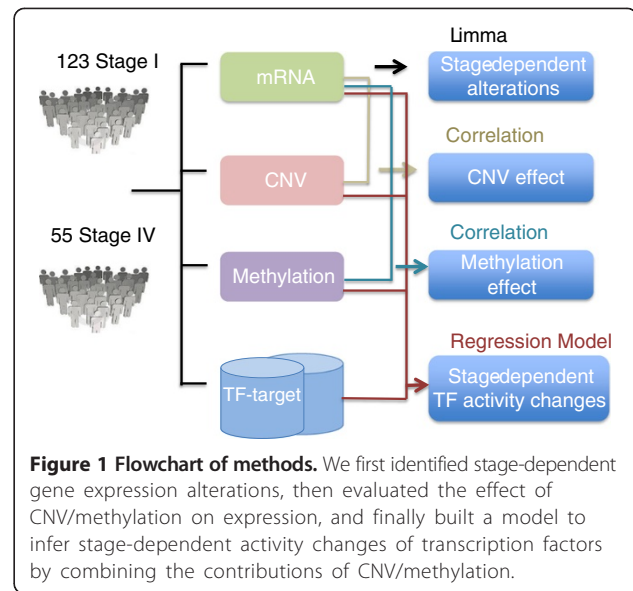 123 Stage I
55 Stage IV
mRNA
CNV
Methylation
TF-target
Limma
Stagedependent
alterations
Correlation
CNV effect
Correlation
Methylation
effect
Regression Model
Stagedependent
TF activity changes
Figure 1 Flowchart of methods. We first identified stage-dependent
gene expression alterations, then evaluated the effect of
CNV/methylation on expression, and finally built a model to
infer stage-dependent activity changes of transcription factors
by combining the contributions of CNV/methylation.